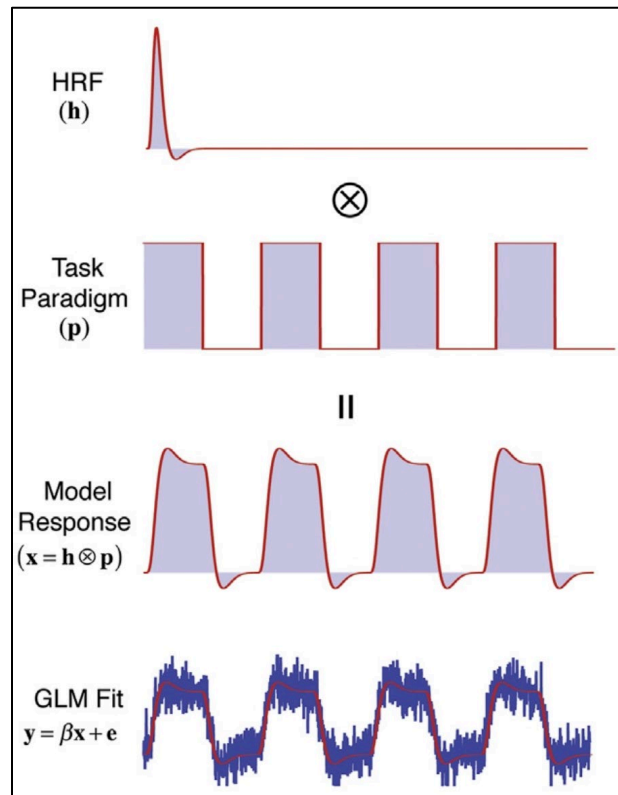 HRF
(h)
⊗
Task
Paradigm
(p)
=
Model
Response
(x = h ⊗ p)
GLM Fit
y = βx + e